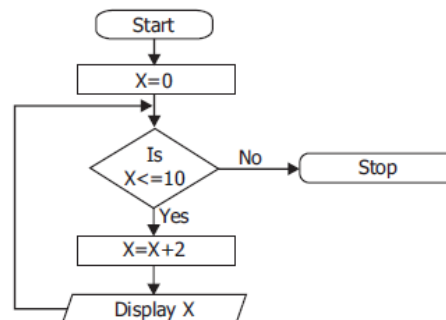 Start
X=0
Is
X<=10
No
Stop
Yes
X=X+2
Display X